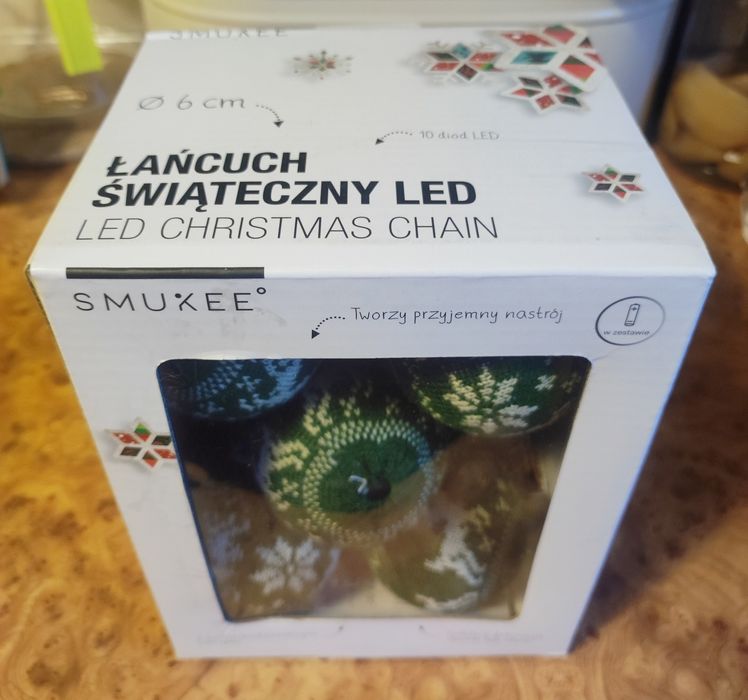 SMUKEE
Ø 6 cm
10 diod LED
ŁAŃCUCH
ŚWIĄTECZNY LED
LED CHRISTMAS CHAIN
SMUKEE°
Tworzy przyjemny nastrój
w zestawie